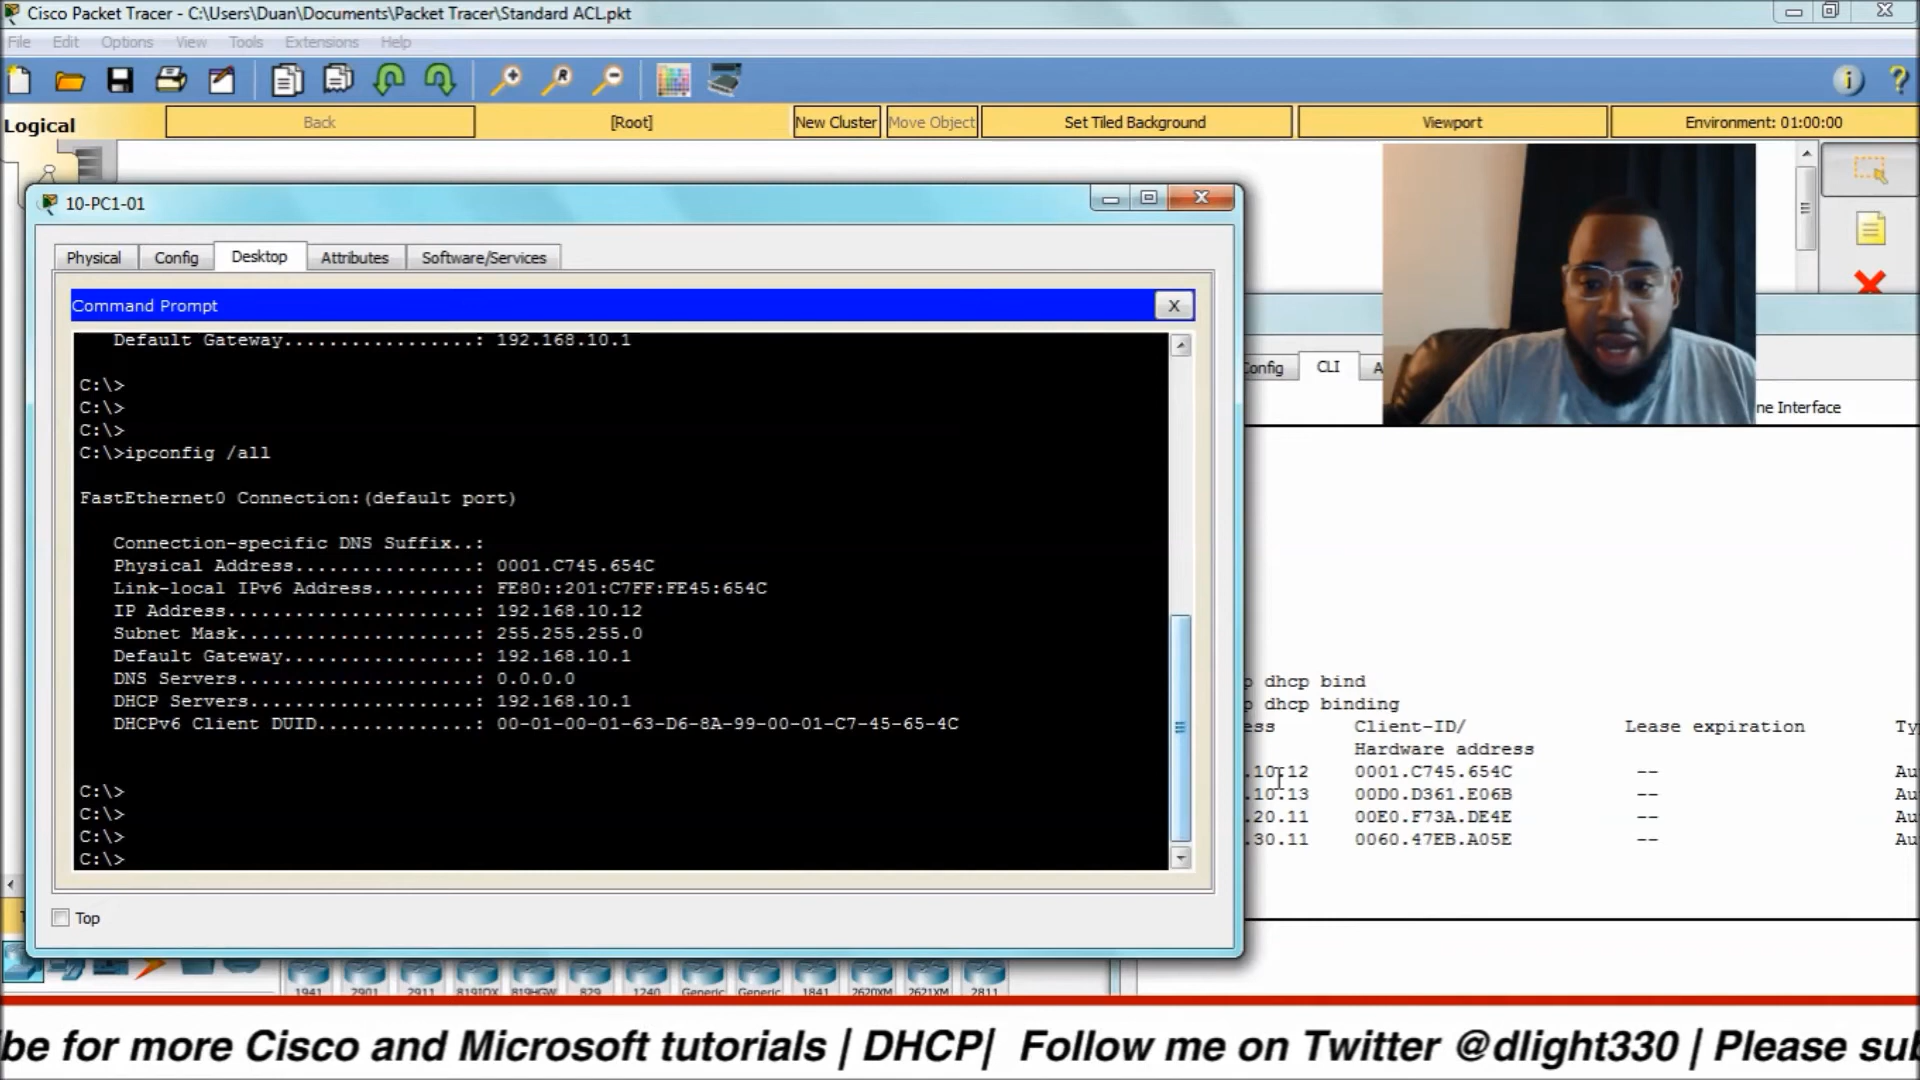 Cisco Packet Tracer - C:\Users\Duan\Documents\Packet Tracer\Standard ACL.pkt
File Edit Options View Tools Extensions Help
Logical Back [Root] New Cluster Move Object Set Tiled Background Viewport Environment: 01:00:00
10-PC1-01
Physical Config Desktop Attributes Software/Services
Command Prompt X
Default Gateway.................: 192.168.10.1
C:\>
C:\>
C:\>
C:\>ipconfig /all
FastEthernet0 Connection:(default port)
Connection-specific DNS Suffix..:
Physical Address................: 0001.C745.654C
Link-local IPv6 Address.........: FE80::201:C7FF:FE45:654C
IP Address......................: 192.168.10.12
Subnet Mask.....................: 255.255.255.0
Default Gateway.................: 192.168.10.1
DNS Servers.....................: 0.0.0.0
DHCP Servers....................: 192.168.10.1
DHCPv6 Client DUID..............: 00-01-00-01-63-D6-8A-99-00-01-C7-45-65-4C
C:\>
C:\>
C:\>
C:\>
Top
Config CLI A
ne Interface
p dhcp bind
p dhcp binding
ess Client-ID/ Lease expiration Ty
Hardware address
.10.12 0001.C745.654C -- Au
.10.13 00D0.D361.E06B -- Au
.20.11 00E0.F73A.DE4E -- Au
.30.11 0060.47EB.A05E -- Au
1941 2901 2911 819IOX 819HGW 829 1240 Generic Generic 1841 2620XM 2621XM 2811
be for more Cisco and Microsoft tutorials | DHCP| Follow me on Twitter @dlight330 | Please sub